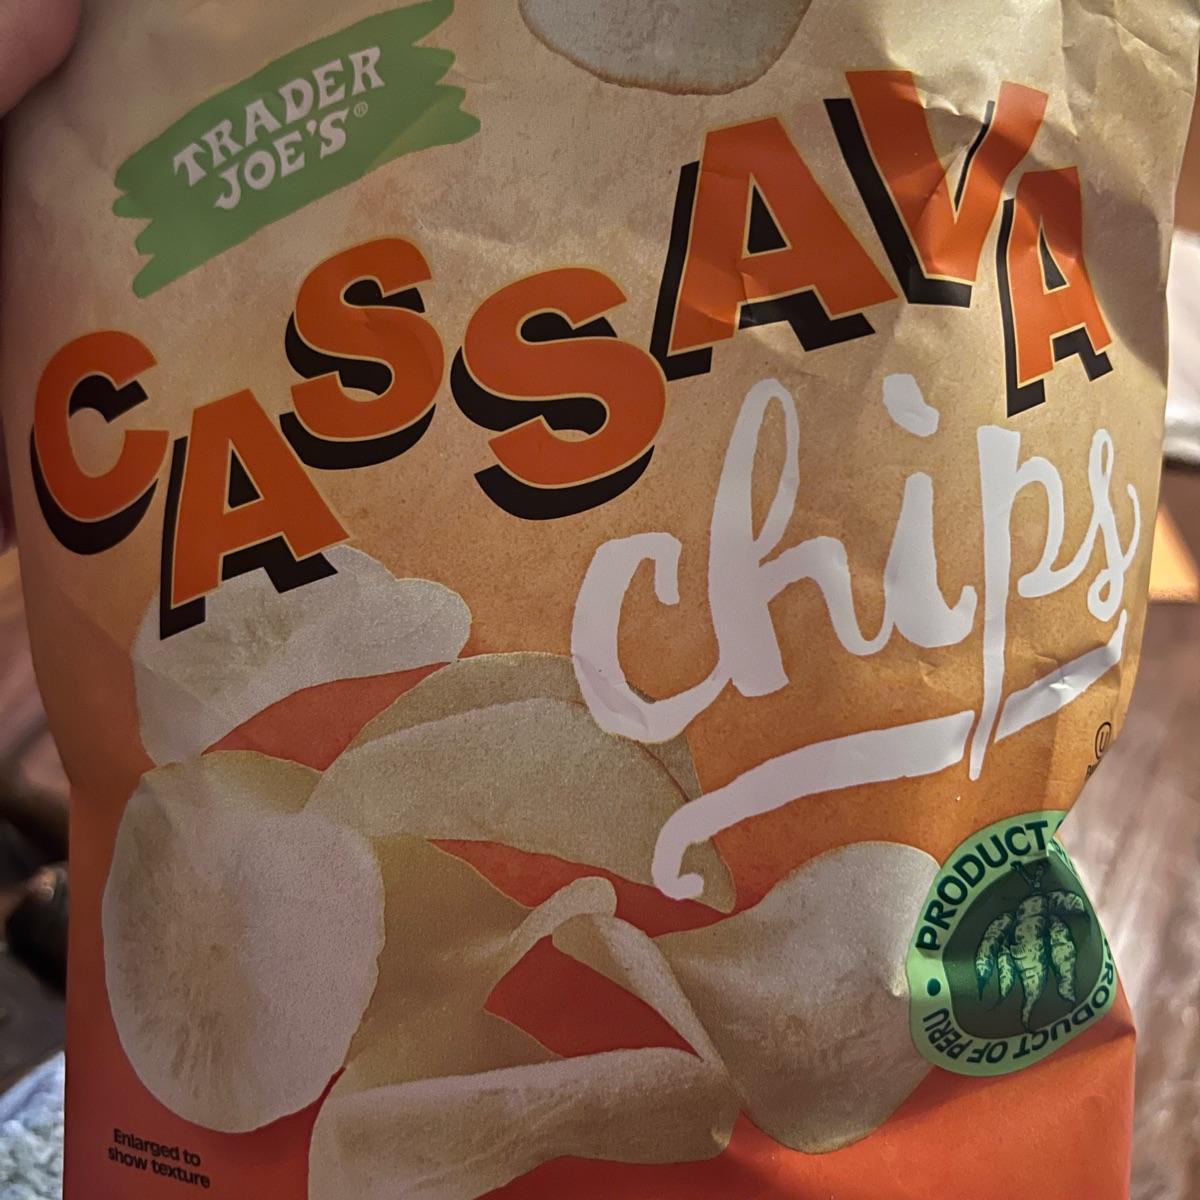 TRADER
JOE'S®
CASSAVA
chips
U
PRODUCT
• PRODUCT OF PERU •
Enlarged to
show texture